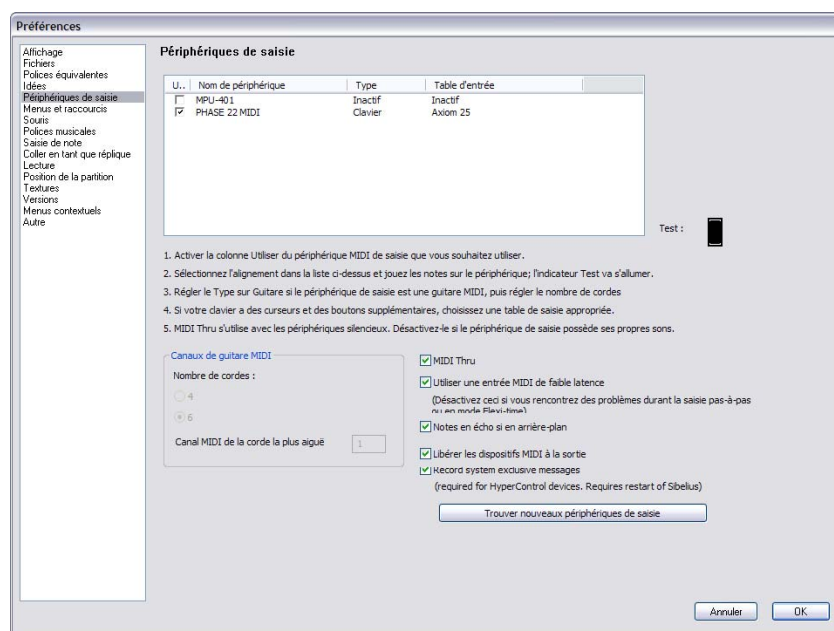 Préférences
Affichage
Fichiers
Polices équivalentes
Idées
Périphériques de saisie
Menus et raccourcis
Souris
Polices musicales
Saisie de note
Coller en tant que réplique
Lecture
Position de la partition
Textures
Versions
Menus contextuels
Autre
Périphériques de saisie
U.. Nom de périphérique Type Table d'entrée
MPU-401 Inactif Inactif
PHASE 22 MIDI Clavier Axiom 25
Test :
1. Activer la colonne Utiliser du périphérique MIDI de saisie que vous souhaitez utiliser.
2. Sélectionnez l'alignement dans la liste ci-dessus et jouez les notes sur le périphérique; l'indicateur Test va s'allumer.
3. Régler le Type sur Guitare si le périphérique de saisie est une guitare MIDI, puis régler le nombre de cordes
4. Si votre clavier a des curseurs et des boutons supplémentaires, choisissez une table de saisie appropriée.
5. MIDI Thru s'utilise avec les périphériques silencieux. Désactivez-le si le périphérique de saisie possède ses propres sons.
Canaux de guitare MIDI
Nombre de cordes :
4
6
Canal MIDI de la corde la plus aiguë 1
MIDI Thru
Utiliser une entrée MIDI de faible latence
(Désactivez ceci si vous rencontrez des problèmes durant la saisie pas-à-pas
ou en mode Flexi-time)
Notes en écho si en arrière-plan
Libérer les dispositifs MIDI à la sortie
Record system exclusive messages
(required for HyperControl devices. Requires restart of Sibelius)
Trouver nouveaux périphériques de saisie
Annuler OK